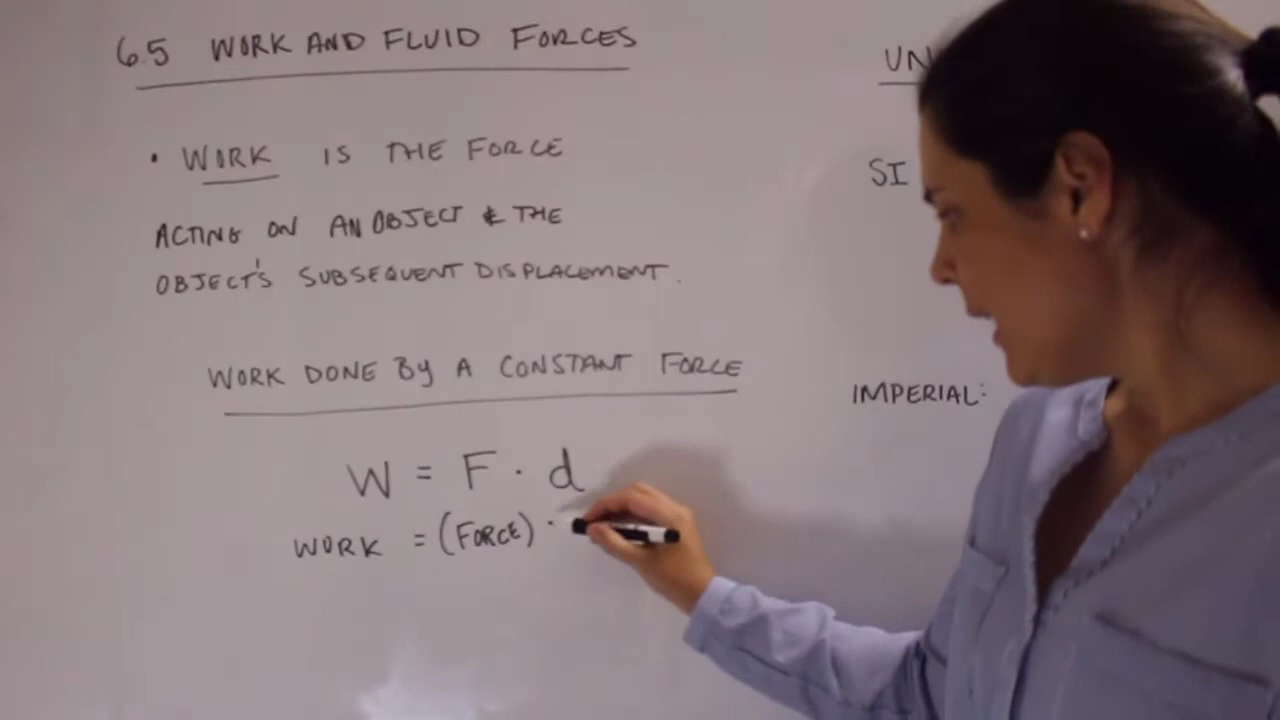 6.5 WORK AND FLUID FORCES
• WORK IS THE FORCE
ACTING ON AN OBJECT & THE
OBJECT'S SUBSEQUENT DISPLACEMENT.
WORK DONE BY A CONSTANT FORCE
W = F · d
WORK = (FORCE) ·
UN
SI
IMPERIAL: